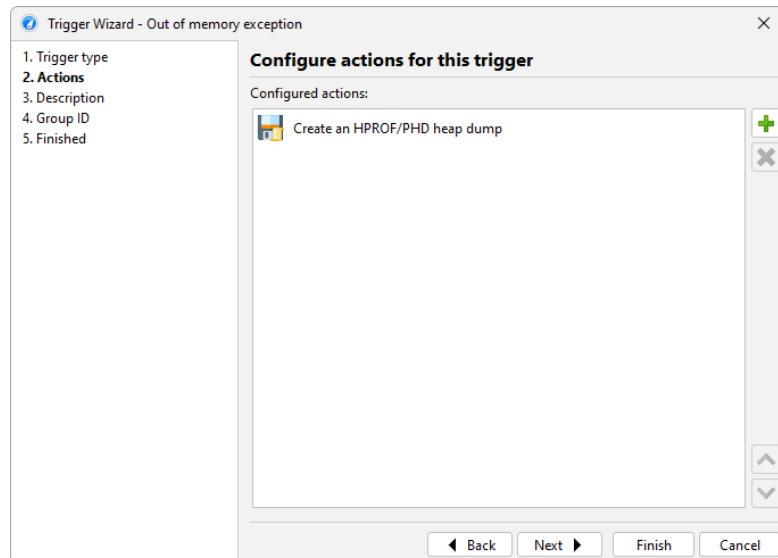 Trigger Wizard - Out of memory exception
1. Trigger type
2. Actions
3. Description
4. Group ID
5. Finished
Configure actions for this trigger
Configured actions:
Create an HPROF/PHD heap dump
Back Next Finish Cancel